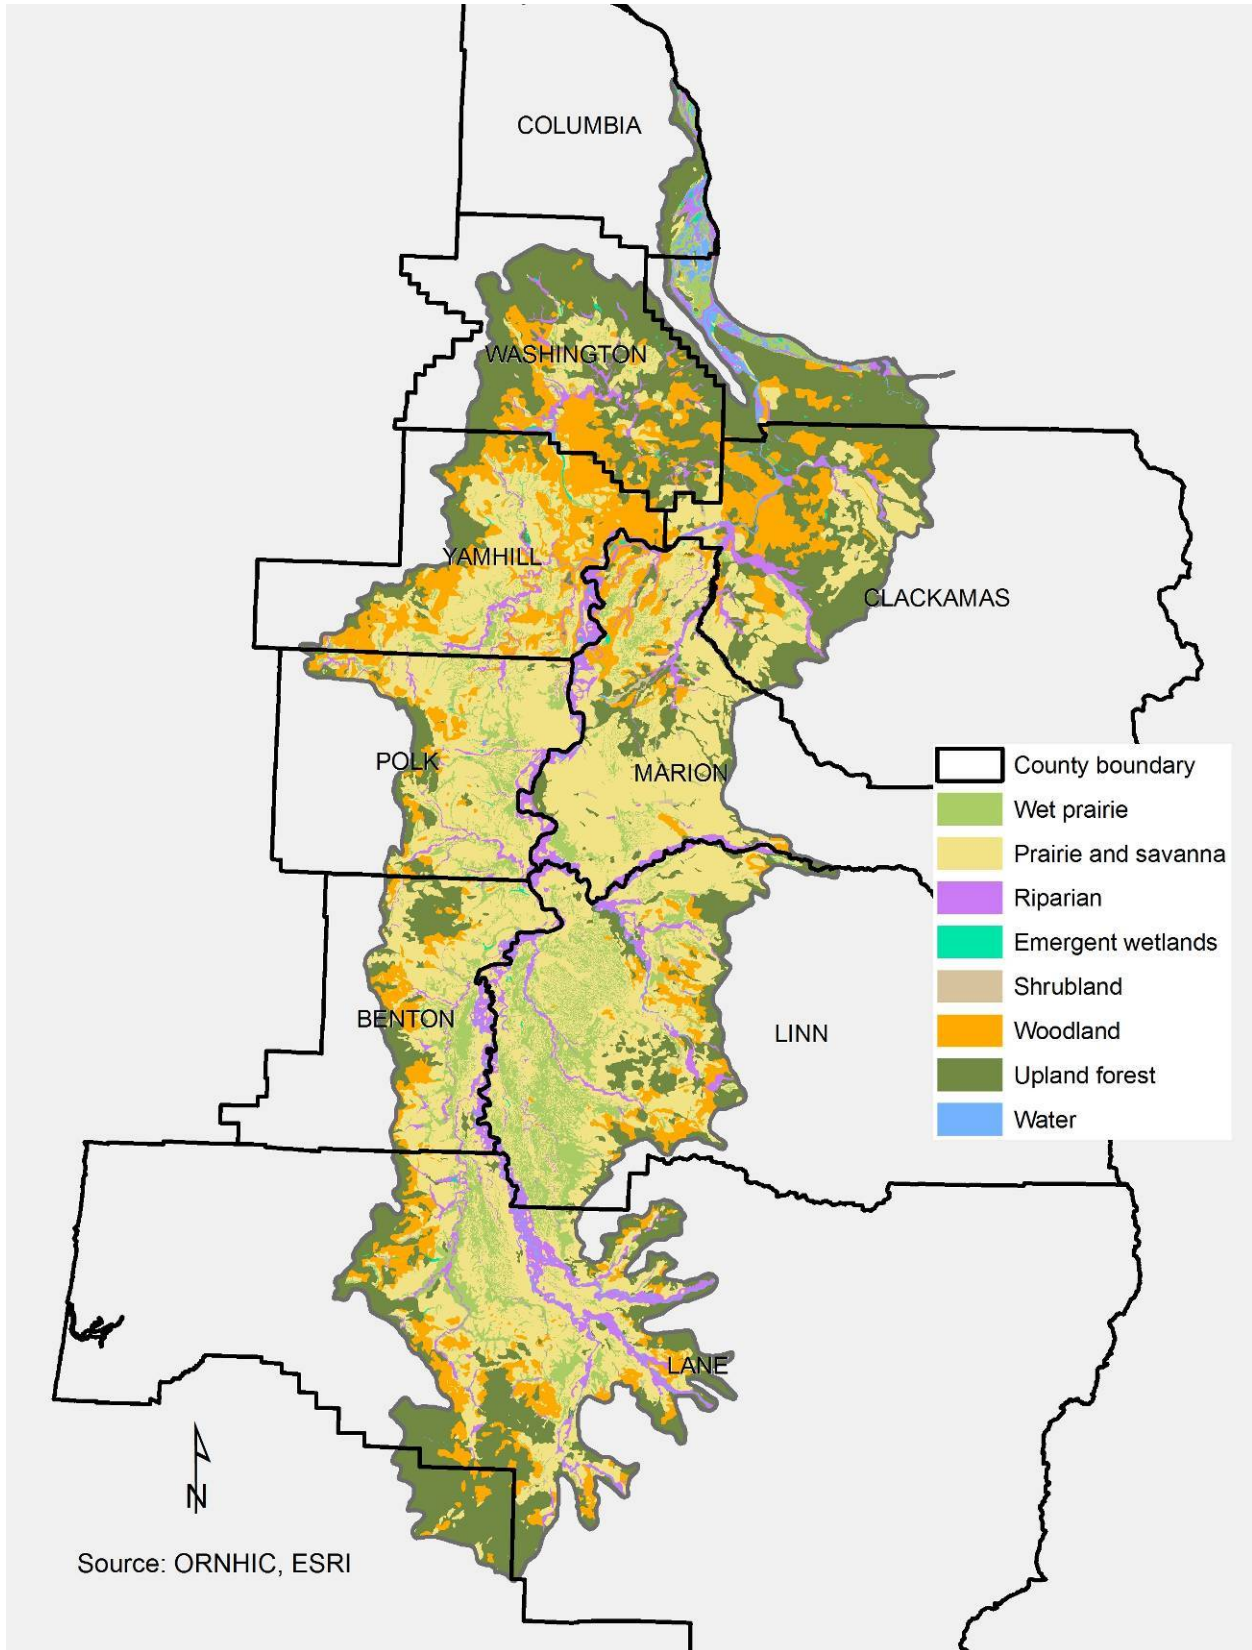 COLUMBIA
WASHINGTON
YAMHILL
CLACKAMAS
POLK
MARION
County boundary
Wet prairie
Prairie and savanna
Riparian
Emergent wetlands
Shrubland
Woodland
Upland forest
Water
BENTON
LINN
LANE
N
Source: ORNHIC, ESRI